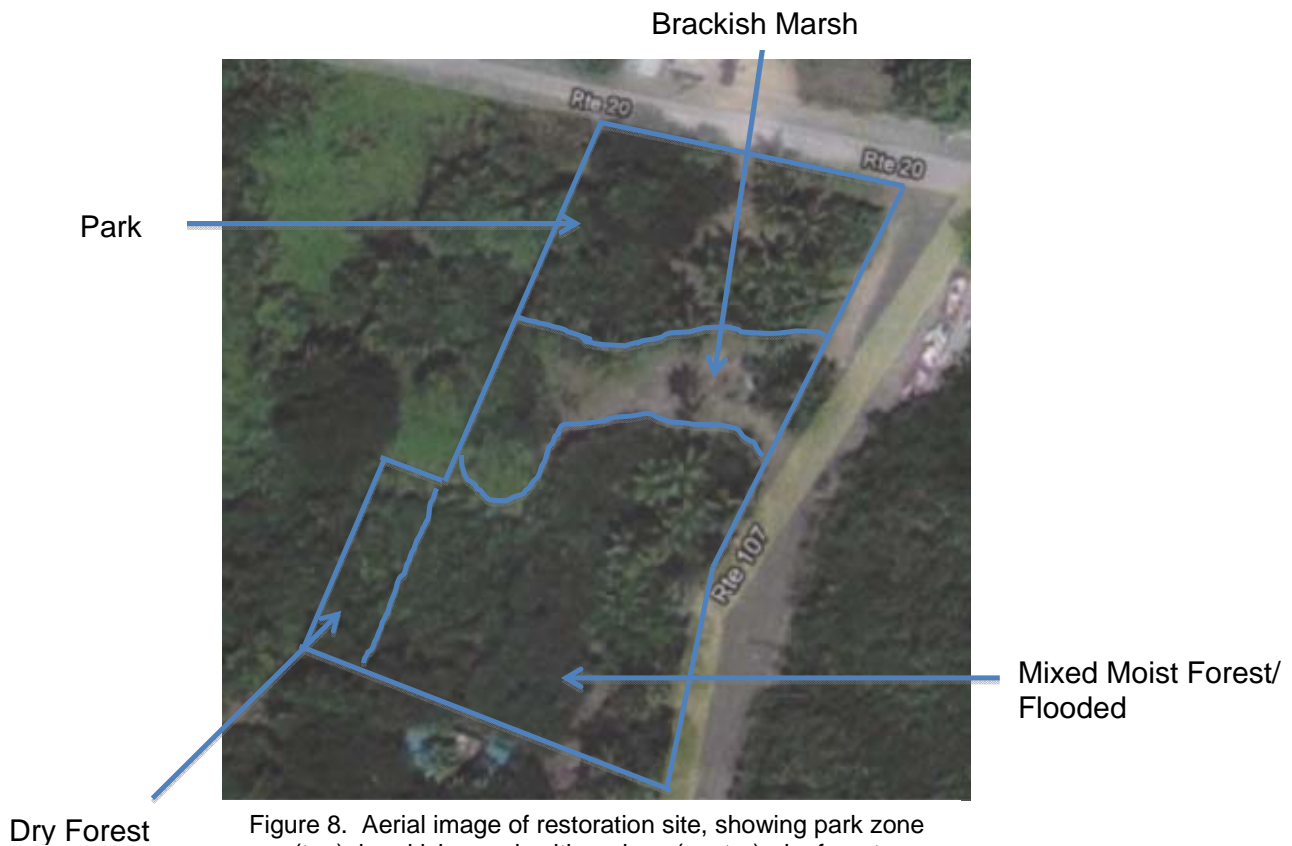 Brackish Marsh
Rte 20
Rte 20
Park
Rte 107
Mixed Moist Forest/
Flooded
Dry Forest
Figure 8. Aerial image of restoration site, showing park zone